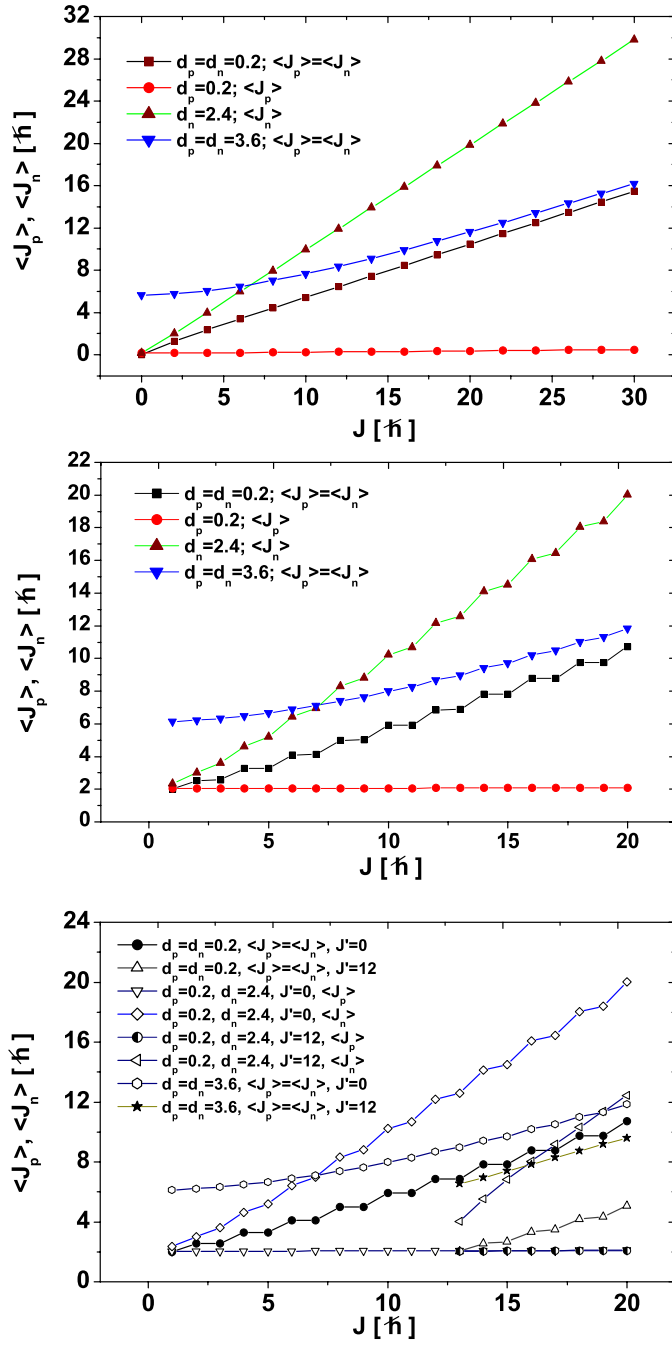 32
28
24
20
16
12
8
4
0
<J_p>, <J_n> [ħ]
d_p=d_n=0.2; <J_p>=<J_n>
d_p=0.2; <J_p>
d_n=2.4; <J_n>
d_p=d_n=3.6; <J_p>=<J_n>
0 5 10 15 20 25 30
J [ħ]
22
20
18
16
14
12
10
8
6
4
2
0
<J_p>, <J_n> [ħ]
d_p=d_n=0.2; <J_p>=<J_n>
d_p=0.2; <J_p>
d_n=2.4; <J_n>
d_p=d_n=3.6; <J_p>=<J_n>
0 5 10 15 20
J [ħ]
24
20
16
12
8
4
0
<J_p>, <J_n> [ħ]
d_p=d_n=0.2, <J_p>=<J_n>, J'=0
d_p=d_n=0.2, <J_p>=<J_n>, J'=12
d_p=0.2, d_n=2.4, J'=0, <J_p>
d_p=0.2, d_n=2.4, J'=0, <J_n>
d_p=0.2, d_n=2.4, J'=12, <J_p>
d_p=0.2, d_n=2.4, J'=12, <J_n>
d_p=d_n=3.6, <J_p>=<J_n>, J'=0
d_p=d_n=3.6, <J_p>=<J_n>, J'=12
0 5 10 15 20
J [ħ]